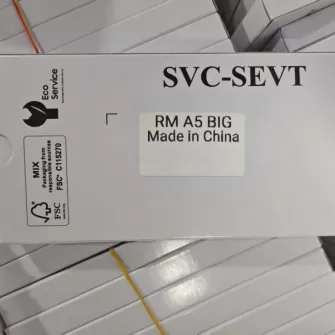 SVC-SEVT
RM A5 BIG
Made in China
Eco
Service
MIX
Packaging from
responsible sources
FSC® C115270
FSC